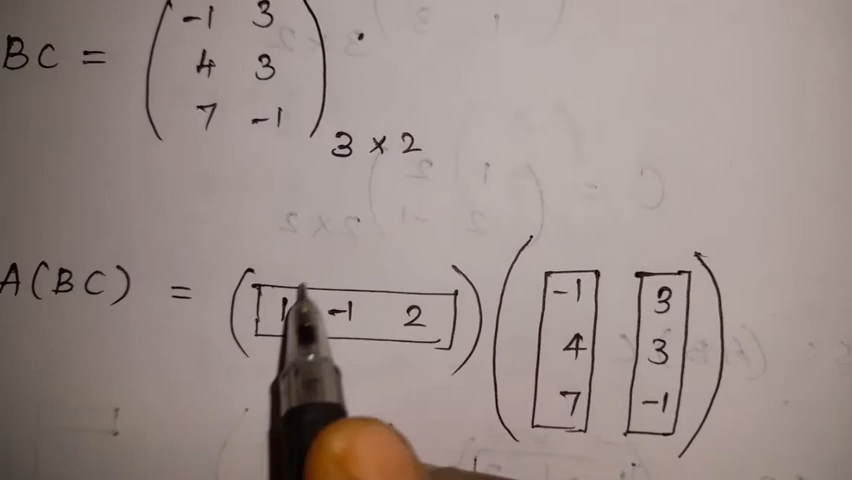 -1 3
BC = 4 3
7 -1
3 × 2
A(BC) = (1 -1 2) -1 3
4 3
7 -1